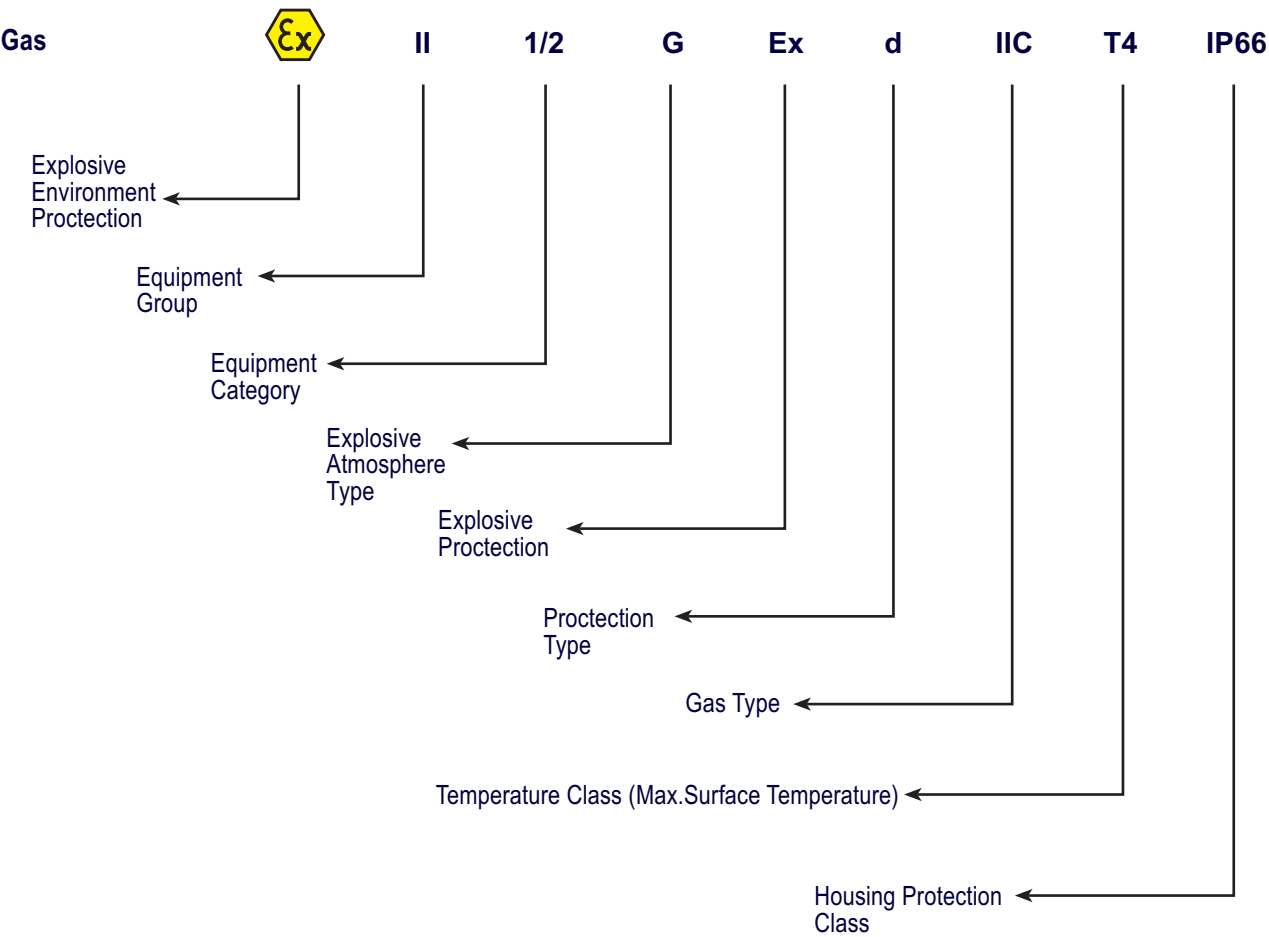 Gas Ex II 1/2 G Ex d IIC T4 IP66
Explosive
Environment
Proctection
Equipment
Group
Equipment
Category
Explosive
Atmosphere
Type
Explosive
Proctection
Proctection
Type
Gas Type
Temperature Class (Max.Surface Temperature)
Housing Protection
Class